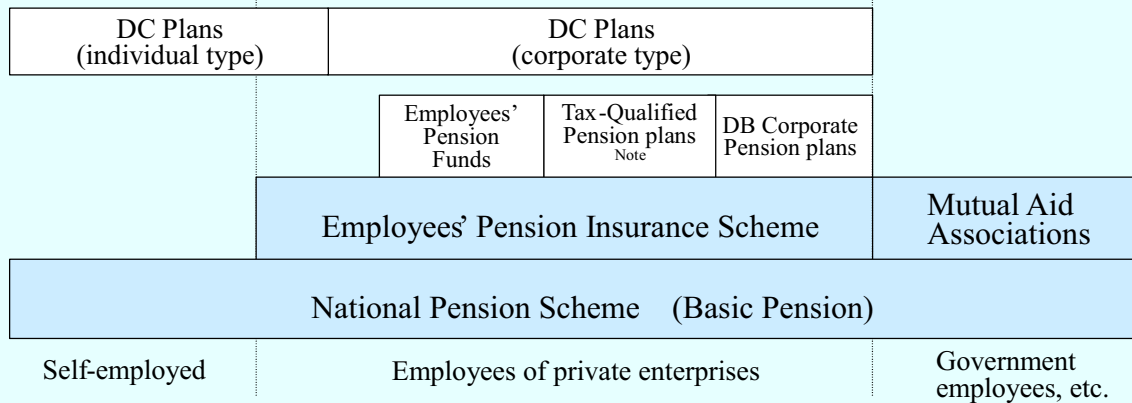 DC Plans
(individual type)
DC Plans
(corporate type)
Employees’
Pension
Funds
Tax-Qualified
Pension plans
Note
DB Corporate
Pension plans
Employees’ Pension Insurance Scheme
Mutual Aid
Associations
National Pension Scheme (Basic Pension)
Self-employed
Employees of private enterprises
Government
employees, etc.